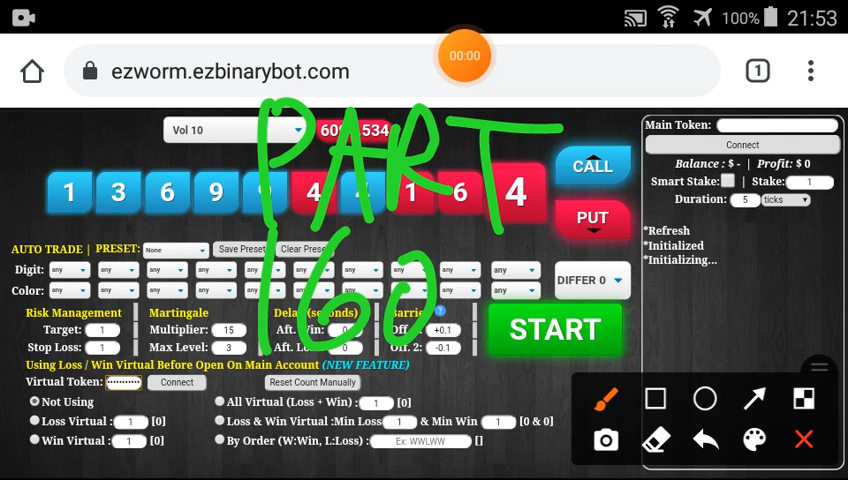 100% 21:53
00:00
ezworm.ezbinarybot.com 1
PART
160
Vol 10
1 3 6 9 4 4 1 6 4
CALL
PUT
Main Token:
Connect
Balance : $ - | Profit: $ 0
Smart Stake: | Stake: 1
Duration: 5 ticks
*Refresh
*Initialized
*Initializing...
AUTO TRADE | PRESET: None Save Preset Clear Preset
Digit: any any any any any any any any any any
Color: any any any any any any any any any any
DIFFER 0
Risk Management Martingale Delay (seconds) Barrier ?
Target: 1 Multiplier: 15 Aft. Win: 0 Off 1: +0.1
Stop Loss: 1 Max Level: 3 Aft. Loss: 0 Off. 2: -0.1
START
Using Loss / Win Virtual Before Open On Main Account (NEW FEATURE)
Virtual Token: Connect Reset Count Manually
Not Using All Virtual (Loss + Win) : 1 [0]
Loss Virtual : 1 [0] Loss & Win Virtual :Min Loss 1 & Min Win 1 [0 & 0]
Win Virtual : 1 [0] By Order (W:Win, L:Loss) : Ex: WWLWW []